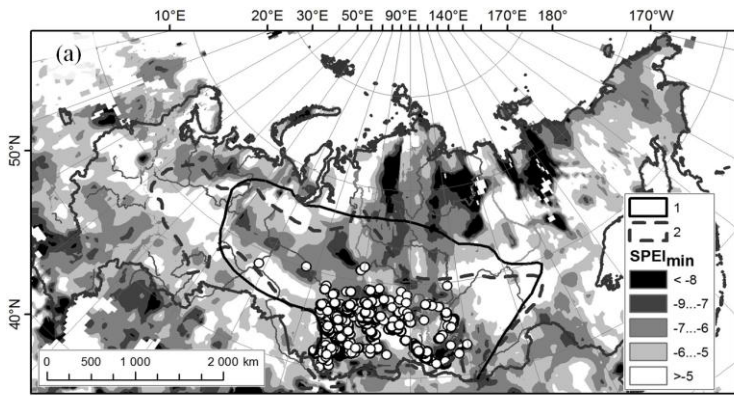 10°E 20°E 30°E 50°E 90°E 140°E 170°E 180° 170°W
(a)
50°N
40°N
1
2
SPEImin
< -8
-9...-7
-7...-6
-6...-5
>-5
0 500 1 000 2 000 km